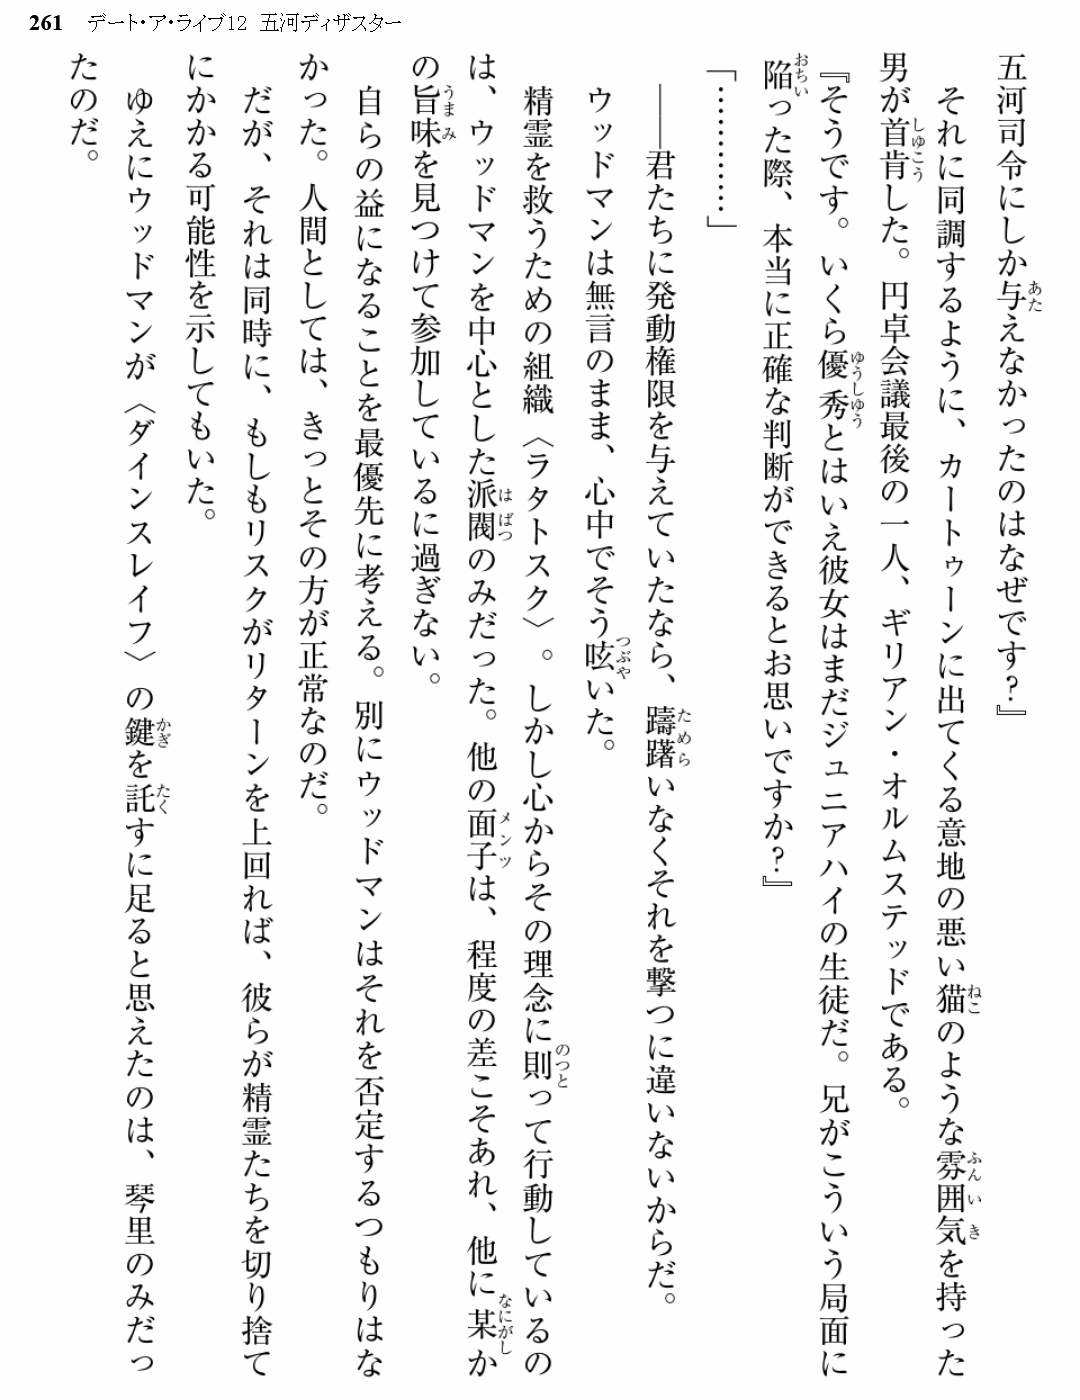 261 デート・ア・ライブ12 五河ディザスター
五河司令にしか与えなかったのはなぜです？』
それに同調するように、カートゥーンに出てくる意地の悪い猫のような雰囲気を持った
男が首肯した。円卓会議最後の一人、ギリアン・オルムステッドである。
『そうです。いくら優秀とはいえ彼女はまだジュニアハイの生徒だ。兄がこういう局面に
陥った際、本当に正確な判断ができるとお思いですか？』
「…………」
――君たちに発動権限を与えていたなら、躊躇いなくそれを撃つに違いないからだ。
ウッドマンは無言のまま、心中でそう呟いた。
精霊を救うための組織〈ラタトスク〉。しかし心からその理念に則って行動しているの
は、ウッドマンを中心とした派閥のみだった。他の面子は、程度の差こそあれ、他に某か
の旨味を見つけて参加しているに過ぎない。
自らの益になることを最優先に考える。別にウッドマンはそれを否定するつもりはな
かった。人間としては、きっとその方が正常なのだ。
だが、それは同時に、もしもリスクがリターンを上回れば、彼らが精霊たちを切り捨て
にかかる可能性を示してもいた。
ゆえにウッドマンが〈ダインスレイフ〉の鍵を託すに足ると思えたのは、琴里のみだっ
たのだ。